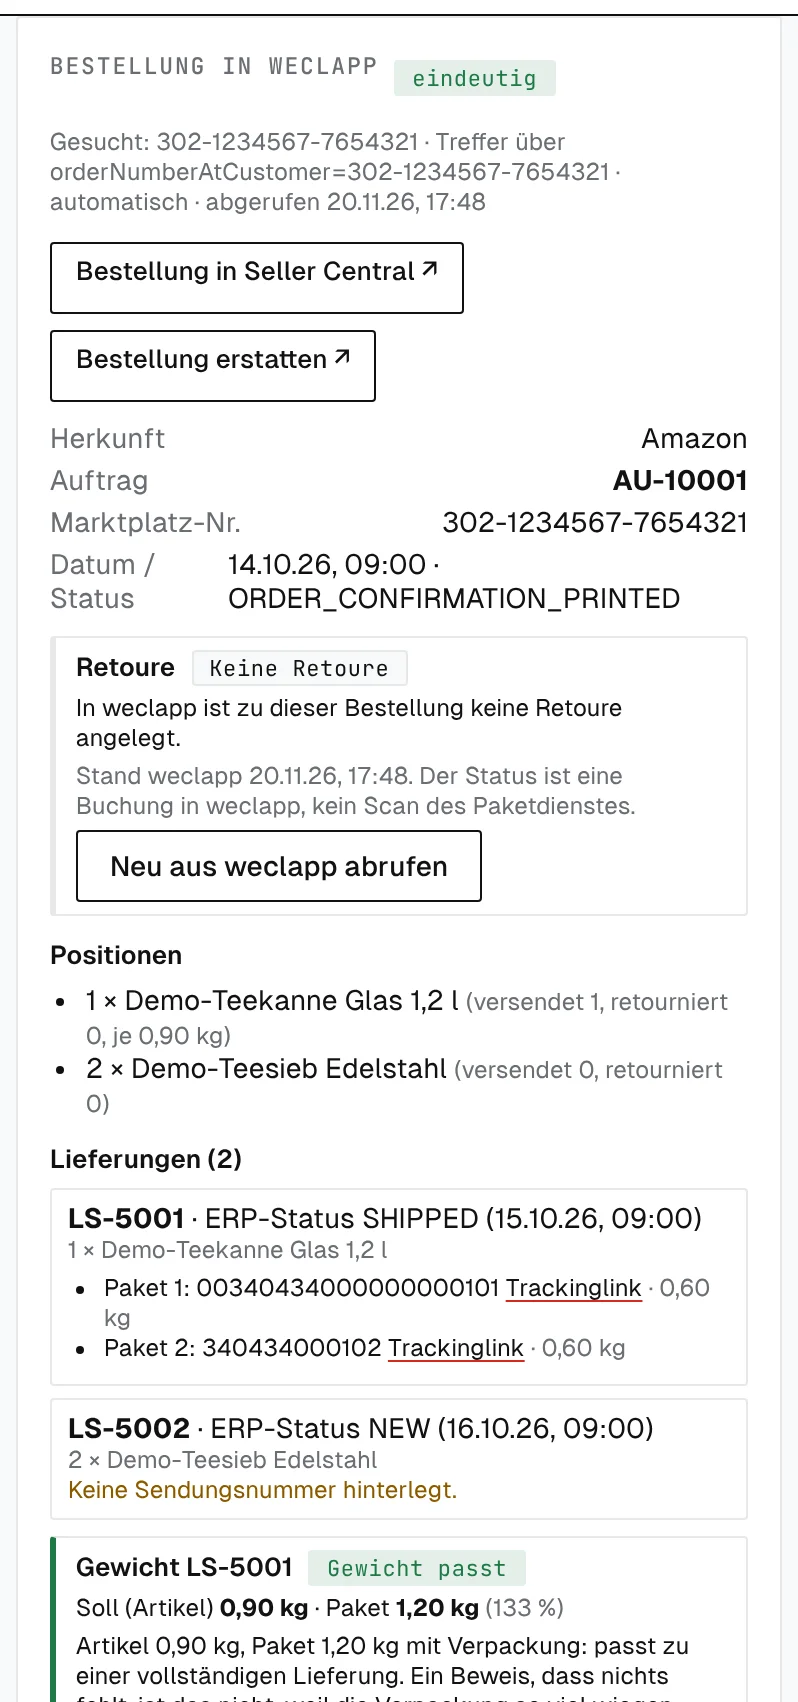 BESTELLUNG IN WECLAPP eindeutig
Gesucht: 302-1234567-7654321 · Treffer über
orderNumberAtCustomer=302-1234567-7654321 ·
automatisch · abgerufen 20.11.26, 17:48
Bestellung in Seller Central ↗
Bestellung erstatten ↗
Herkunft Amazon
Auftrag AU-10001
Marktplatz-Nr. 302-1234567-7654321
Datum / 14.10.26, 09:00 ·
Status ORDER_CONFIRMATION_PRINTED
Retoure Keine Retoure
In weclapp ist zu dieser Bestellung keine Retoure
angelegt.
Stand weclapp 20.11.26, 17:48. Der Status ist eine
Buchung in weclapp, kein Scan des Paketdienstes.
Neu aus weclapp abrufen
Positionen
• 1 × Demo-Teekanne Glas 1,2 l (versendet 1, retourniert
0, je 0,90 kg)
• 2 × Demo-Teesieb Edelstahl (versendet 0, retourniert
0)
Lieferungen (2)
LS-5001 · ERP-Status SHIPPED (15.10.26, 09:00)
1 × Demo-Teekanne Glas 1,2 l
• Paket 1: 00340434000000000101 Trackinglink · 0,60
kg
• Paket 2: 340434000102 Trackinglink · 0,60 kg
LS-5002 · ERP-Status NEW (16.10.26, 09:00)
2 × Demo-Teesieb Edelstahl
Keine Sendungsnummer hinterlegt.
Gewicht LS-5001 Gewicht passt
Soll (Artikel) 0,90 kg · Paket 1,20 kg (133 %)
Artikel 0,90 kg, Paket 1,20 kg mit Verpackung: passt zu
einer vollständigen Lieferung. Ein Beweis, dass nichts